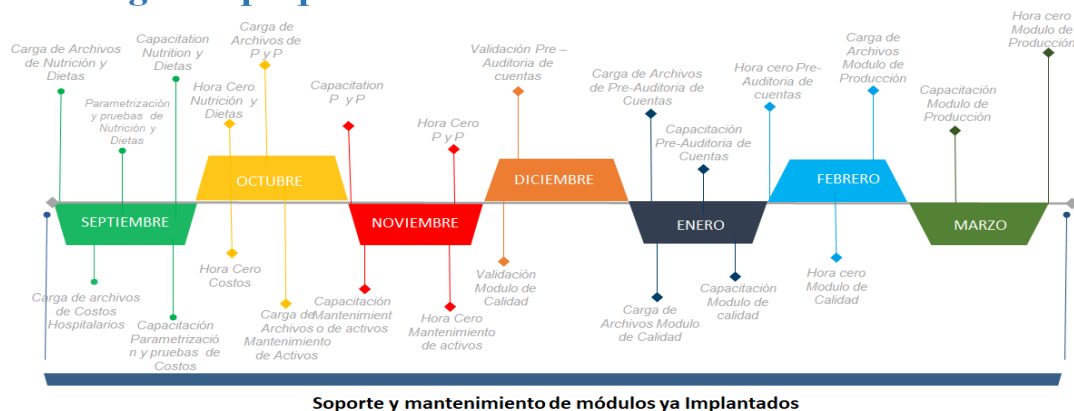 Hora cero
Modulo de
Producción
Carga de
Archivos de
P y P
Capacitation
Nutrition y
Dietas
Carga de Archivos
de Nutrición y
Dietas
Validación Pre –
Auditoria de
cuentas
Carga de
Archivos
Modulo de
Producción
Hora cero Pre-
Auditoria de
cuentas
Carga de Archivos
de Pre-Auditoria de
Cuentas
Hora Cero
Nutrición y
Dietas
Capacitation
P y P
Capacitación
Modulo de
Producción
Parametrización
y pruebas de
Nutrición y
Dietas
Hora Cero
P y P
Capacitación
Pre-Auditoria de
Cuentas
OCTUBRE
DICIEMBRE
FEBRERO
SEPTIEMBRE
NOVIEMBRE
ENERO
MARZO
Hora Cero
Costos
Validación
Modulo de
Calidad
Hora cero
Modulo de
Calidad
Carga de archivos
de Costos
Hospitalarios
Capacitación
Mantenimient
o de activos
Capacitación
Modulo de
calidad
Carga de
Archivos
Mantenimiento
de Activos
Hora Cero
Mantenimiento
de activos
Carga de
Archivos Modulo
de Calidad
Capacitación
Parametrizació
n y pruebas de
Costos
Soporte y mantenimiento de módulos ya Implantados